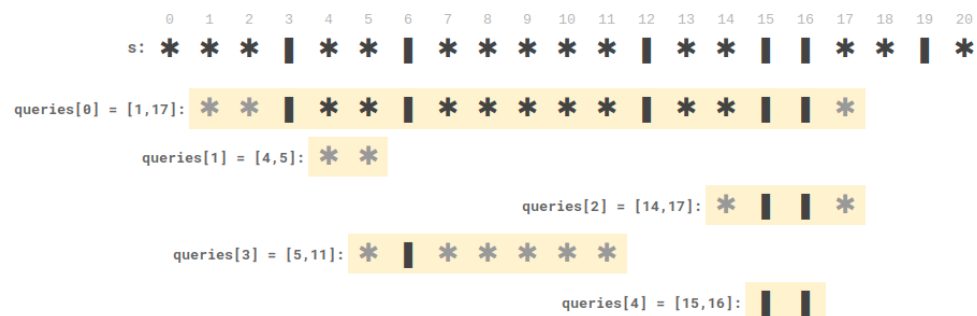 0 1 2 3 4 5 6 7 8 9 10 11 12 13 14 15 16 17 18 19 20
s: * * * | * * | * * * * * | * * | | * * | *
queries[0] = [1,17]: * * | * * | * * * * * | * * | | *
queries[1] = [4,5]: * *
queries[2] = [14,17]: * | | *
queries[3] = [5,11]: * | * * * * *
queries[4] = [15,16]: | |